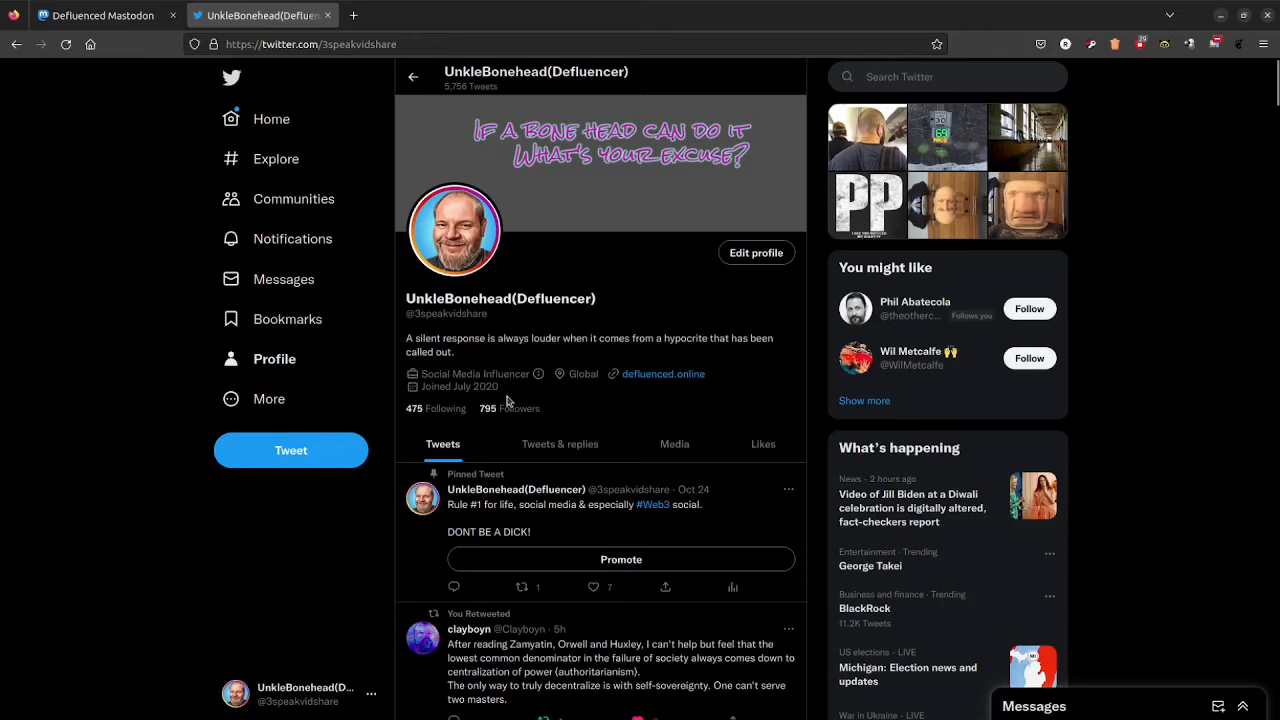 Defluenced Mastodon
UnkleBonehead(Defluen
https://twitter.com/3speakvidshare
29
UnkleBonehead(Defluencer)
5,756 Tweets
Search Twitter
Home
Explore
Communities
Notifications
Messages
Bookmarks
Profile
More
Tweet
IF A BONE HEAD CAN DO IT
WHAT'S YOUR EXCUSE?
Edit profile
UnkleBonehead(Defluencer)
@3speakvidshare
A silent response is always louder when it comes from a hypocrite that has been
called out.
Social Media Influencer Global defluenced.online
Joined July 2020
475 Following 795 Followers
Tweets Tweets & replies Media Likes
Pinned Tweet
UnkleBonehead(Defluencer) @3speakvidshare · Oct 24
Rule #1 for life, social media & especially #Web3 social.
DONT BE A DICK!
Promote
1 7
You Retweeted
clayboyn @Clayboyn · 5h
After reading Zamyatin, Orwell and Huxley, I can't help but feel that the
lowest common denominator in the failure of society always comes down to
centralization of power (authoritarianism).
The only way to truly decentralize is with self-sovereignty. One can't serve
two masters.
69
PP
You might like
Phil Abatecola
@theotherc... Follows you
Follow
Wil Metcalfe 🙌
@WilMetcalfe
Follow
Show more
What's happening
News · 2 hours ago
Video of Jill Biden at a Diwali
celebration is digitally altered,
fact-checkers report
Entertainment · Trending
George Takei
Business and finance · Trending
BlackRock
11.2K Tweets
US elections · LIVE
Michigan: Election news and
updates
War in Ukraine · LIVE
Messages
UnkleBonehead(D...
@3speakvidshare